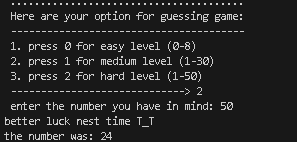 .......................................
Here are your option for guessing game:
---------------------------------------
1. press 0 for easy level (0-8)
2. press 1 for medium level (1-30)
3. press 2 for hard level (1-50)
-----------------------------> 2
enter the number you have in mind: 50
better luck nest time T_T
the number was: 24